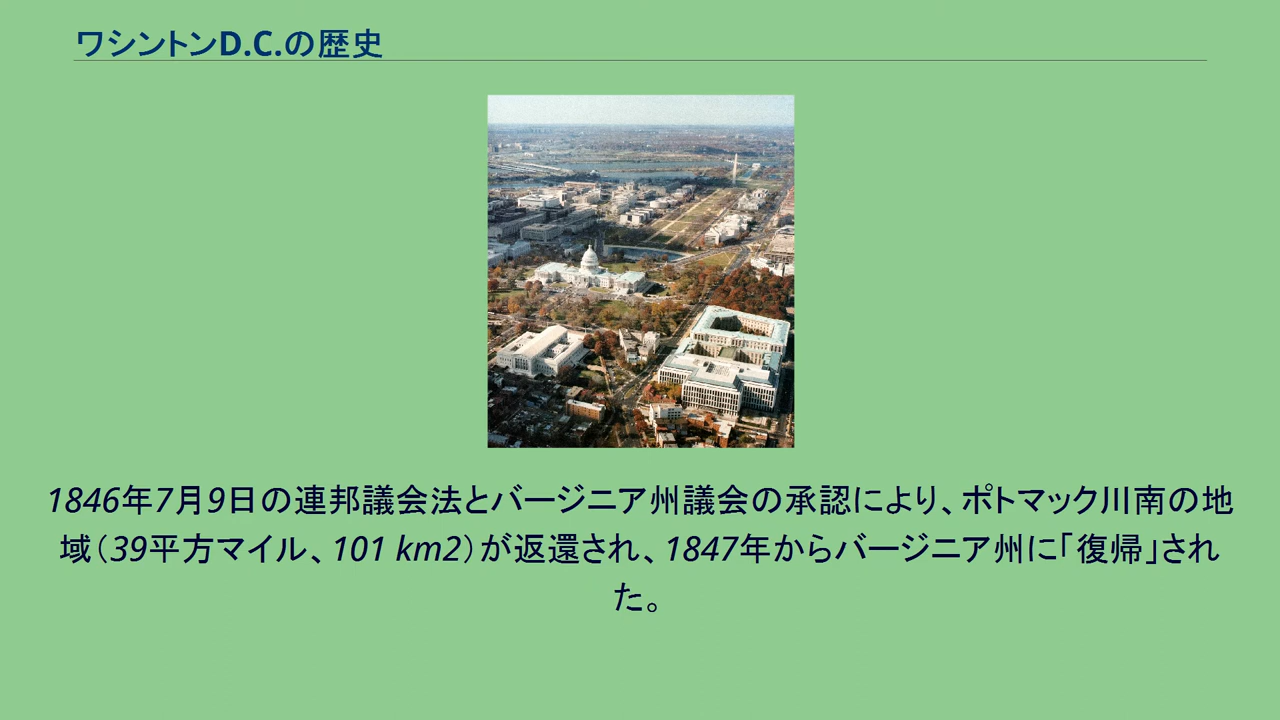 ワシントンD.C.の歴史
1846年7月9日の連邦議会法とバージニア州議会の承認により、ポトマック川南の地
域（39平方マイル、101 km2）が返還され、1847年からバージニア州に「復帰」され
た。